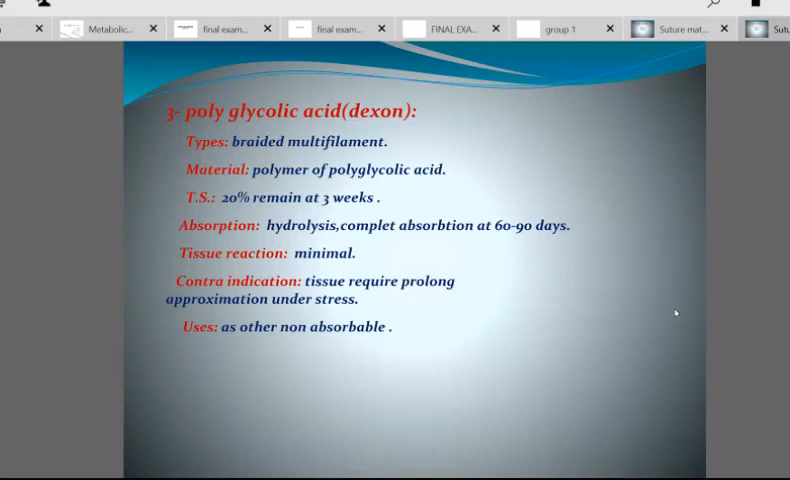 Metabolic...
final exam...
final exam...
FINAL EXA...
group 1
Suture mat...
Sut
3- poly glycolic acid(dexon):
Types: braided multifilament.
Material: polymer of polyglycolic acid.
T.S.: 20% remain at 3 weeks .
Absorption: hydrolysis,complet absorbtion at 60-90 days.
Tissue reaction: minimal.
Contra indication: tissue require prolong
approximation under stress.
Uses: as other non absorbable .